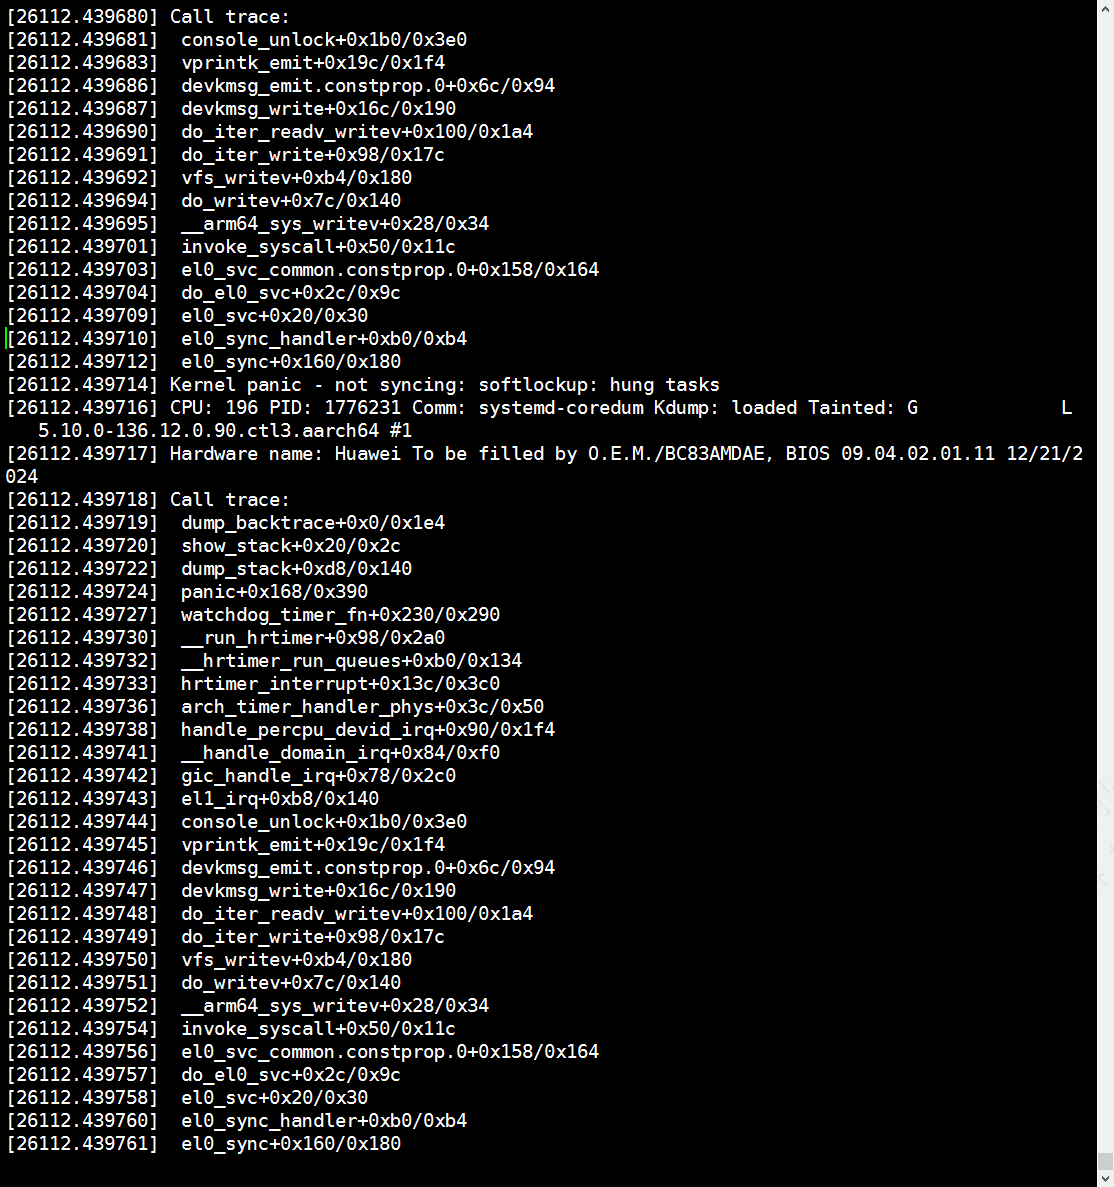 [26112.439680] Call trace:
[26112.439681]  console_unlock+0x1b0/0x3e0
[26112.439683]  vprintk_emit+0x19c/0x1f4
[26112.439686]  devkmsg_emit.constprop.0+0x6c/0x94
[26112.439687]  devkmsg_write+0x16c/0x190
[26112.439690]  do_iter_readv_writev+0x100/0x1a4
[26112.439691]  do_iter_write+0x98/0x17c
[26112.439692]  vfs_writev+0xb4/0x180
[26112.439694]  do_writev+0x7c/0x140
[26112.439695]  __arm64_sys_writev+0x28/0x34
[26112.439701]  invoke_syscall+0x50/0x11c
[26112.439703]  el0_svc_common.constprop.0+0x158/0x164
[26112.439704]  do_el0_svc+0x2c/0x9c
[26112.439709]  el0_svc+0x20/0x30
[26112.439710]  el0_sync_handler+0xb0/0xb4
[26112.439712]  el0_sync+0x160/0x180
[26112.439714] Kernel panic - not syncing: softlockup: hung tasks
[26112.439716] CPU: 196 PID: 1776231 Comm: systemd-coredum Kdump: loaded Tainted: G             L
   5.10.0-136.12.0.90.ctl3.aarch64 #1
[26112.439717] Hardware name: Huawei To be filled by O.E.M./BC83AMDAE, BIOS 09.04.02.01.11 12/21/2
024
[26112.439718] Call trace:
[26112.439719]  dump_backtrace+0x0/0x1e4
[26112.439720]  show_stack+0x20/0x2c
[26112.439722]  dump_stack+0xd8/0x140
[26112.439724]  panic+0x168/0x390
[26112.439727]  watchdog_timer_fn+0x230/0x290
[26112.439730]  __run_hrtimer+0x98/0x2a0
[26112.439732]  __hrtimer_run_queues+0xb0/0x134
[26112.439733]  hrtimer_interrupt+0x13c/0x3c0
[26112.439736]  arch_timer_handler_phys+0x3c/0x50
[26112.439738]  handle_percpu_devid_irq+0x90/0x1f4
[26112.439741]  __handle_domain_irq+0x84/0xf0
[26112.439742]  gic_handle_irq+0x78/0x2c0
[26112.439743]  el1_irq+0xb8/0x140
[26112.439744]  console_unlock+0x1b0/0x3e0
[26112.439745]  vprintk_emit+0x19c/0x1f4
[26112.439746]  devkmsg_emit.constprop.0+0x6c/0x94
[26112.439747]  devkmsg_write+0x16c/0x190
[26112.439748]  do_iter_readv_writev+0x100/0x1a4
[26112.439749]  do_iter_write+0x98/0x17c
[26112.439750]  vfs_writev+0xb4/0x180
[26112.439751]  do_writev+0x7c/0x140
[26112.439752]  __arm64_sys_writev+0x28/0x34
[26112.439754]  invoke_syscall+0x50/0x11c
[26112.439756]  el0_svc_common.constprop.0+0x158/0x164
[26112.439757]  do_el0_svc+0x2c/0x9c
[26112.439758]  el0_svc+0x20/0x30
[26112.439760]  el0_sync_handler+0xb0/0xb4
[26112.439761]  el0_sync+0x160/0x180